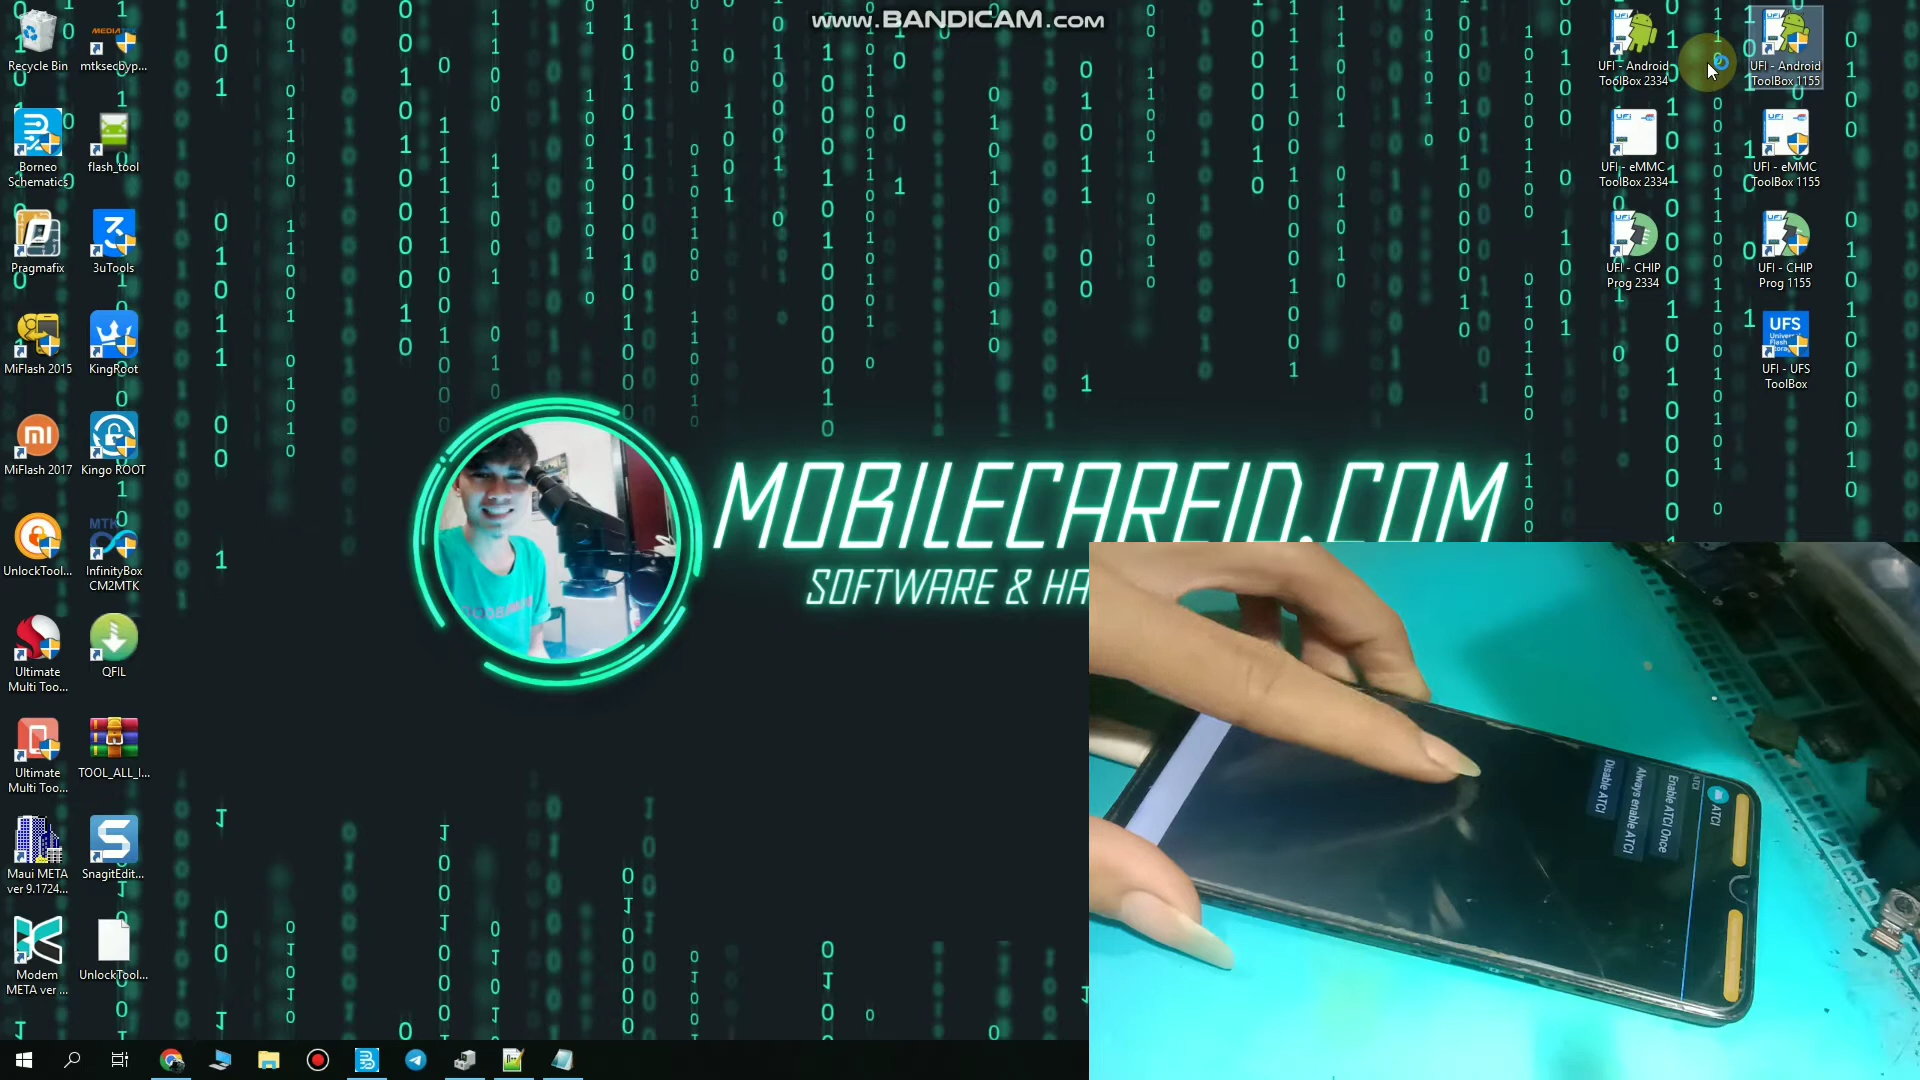 www.BANDICAM.com
Recycle Bin
mtksecbyp...
Borneo
Schematics
flash_tool
Pragmafix
3uTools
MiFlash 2015
KingRoot
MiFlash 2017
Kingo ROOT
UnlockTool...
InfinityBox
CM2MTK
Ultimate
Multi Too...
QFIL
Ultimate
Multi Too...
TOOL_ALL_I...
Maui META
ver 9.1724...
SnagitEdit...
Modem
META ver ...
UnlockTool...
UFi - Android
ToolBox 2334
UFi - Android
ToolBox 1155
UFi - eMMC
ToolBox 2334
UFi - eMMC
ToolBox 1155
UFi - CHIP
Prog 2334
UFi - CHIP
Prog 1155
UFS
UFi - UFS
ToolBox
MOBILECAREID.COM
SOFTWARE & HA
ATCI
ATCI
Enable ATCI Once
Always enable ATCI
Disable ATCI